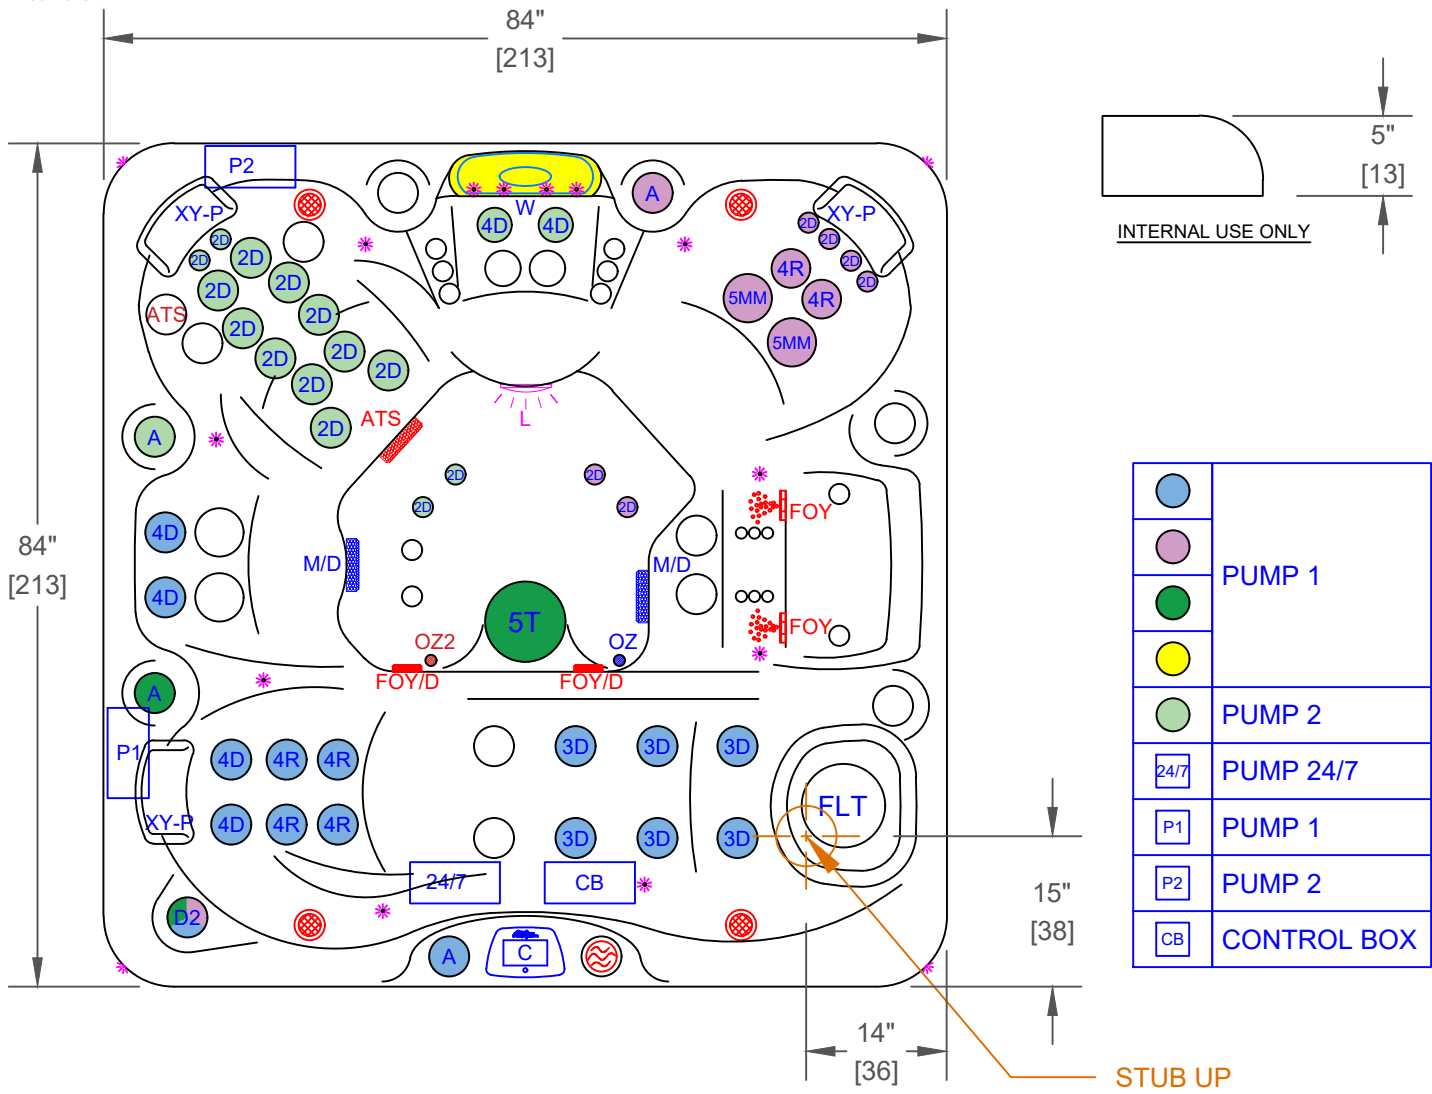 84"
[213]
5"
[13]
INTERNAL USE ONLY
P2
XY-P
W
A
XY-P
4D 4D
2D
2D
2D
2D
2D
2D
2D
2D
2D
2D
4R
4R
5MM
5MM
ATS
2D
2D
2D
2D
2D
2D
2D
ATS
L
A
2D
2D
2D
2D
FOY
84"
[213]
4D
4D
M/D
M/D
FOY
5T
OZ2
OZ
FOY/D
FOY/D
A
P1
XY-P
4D 4R 4R
4D 4R 4R
3D 3D 3D
3D 3D 3D
FLT
24/7
CB
D2
A
C
15"
[38]
14"
[36]
STUB UP
PUMP 1
PUMP 2
24/7 PUMP 24/7
P1 PUMP 1
P2 PUMP 2
CB CONTROL BOX